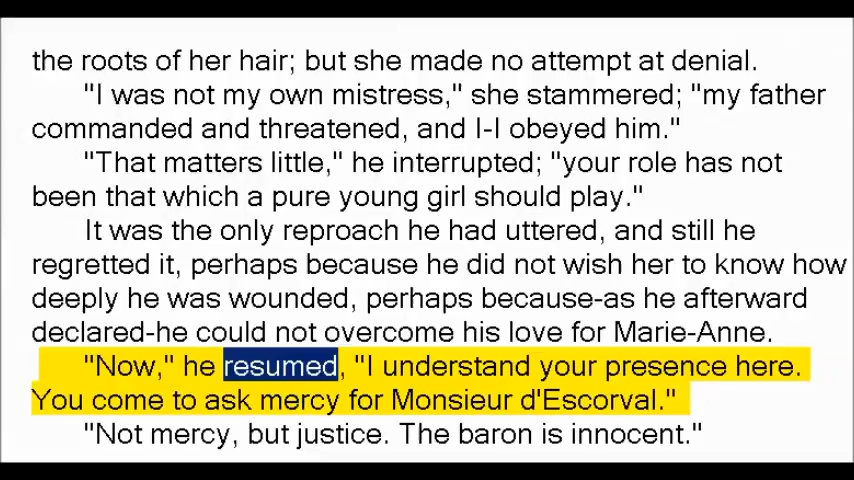 the roots of her hair; but she made no attempt at denial.
"I was not my own mistress," she stammered; "my father
commanded and threatened, and I-I obeyed him."
"That matters little," he interrupted; "your role has not
been that which a pure young girl should play."
It was the only reproach he had uttered, and still he
regretted it, perhaps because he did not wish her to know how
deeply he was wounded, perhaps because-as he afterward
declared-he could not overcome his love for Marie-Anne.
"Now," he resumed, "I understand your presence here.
You come to ask mercy for Monsieur d'Escorval."
"Not mercy, but justice. The baron is innocent."